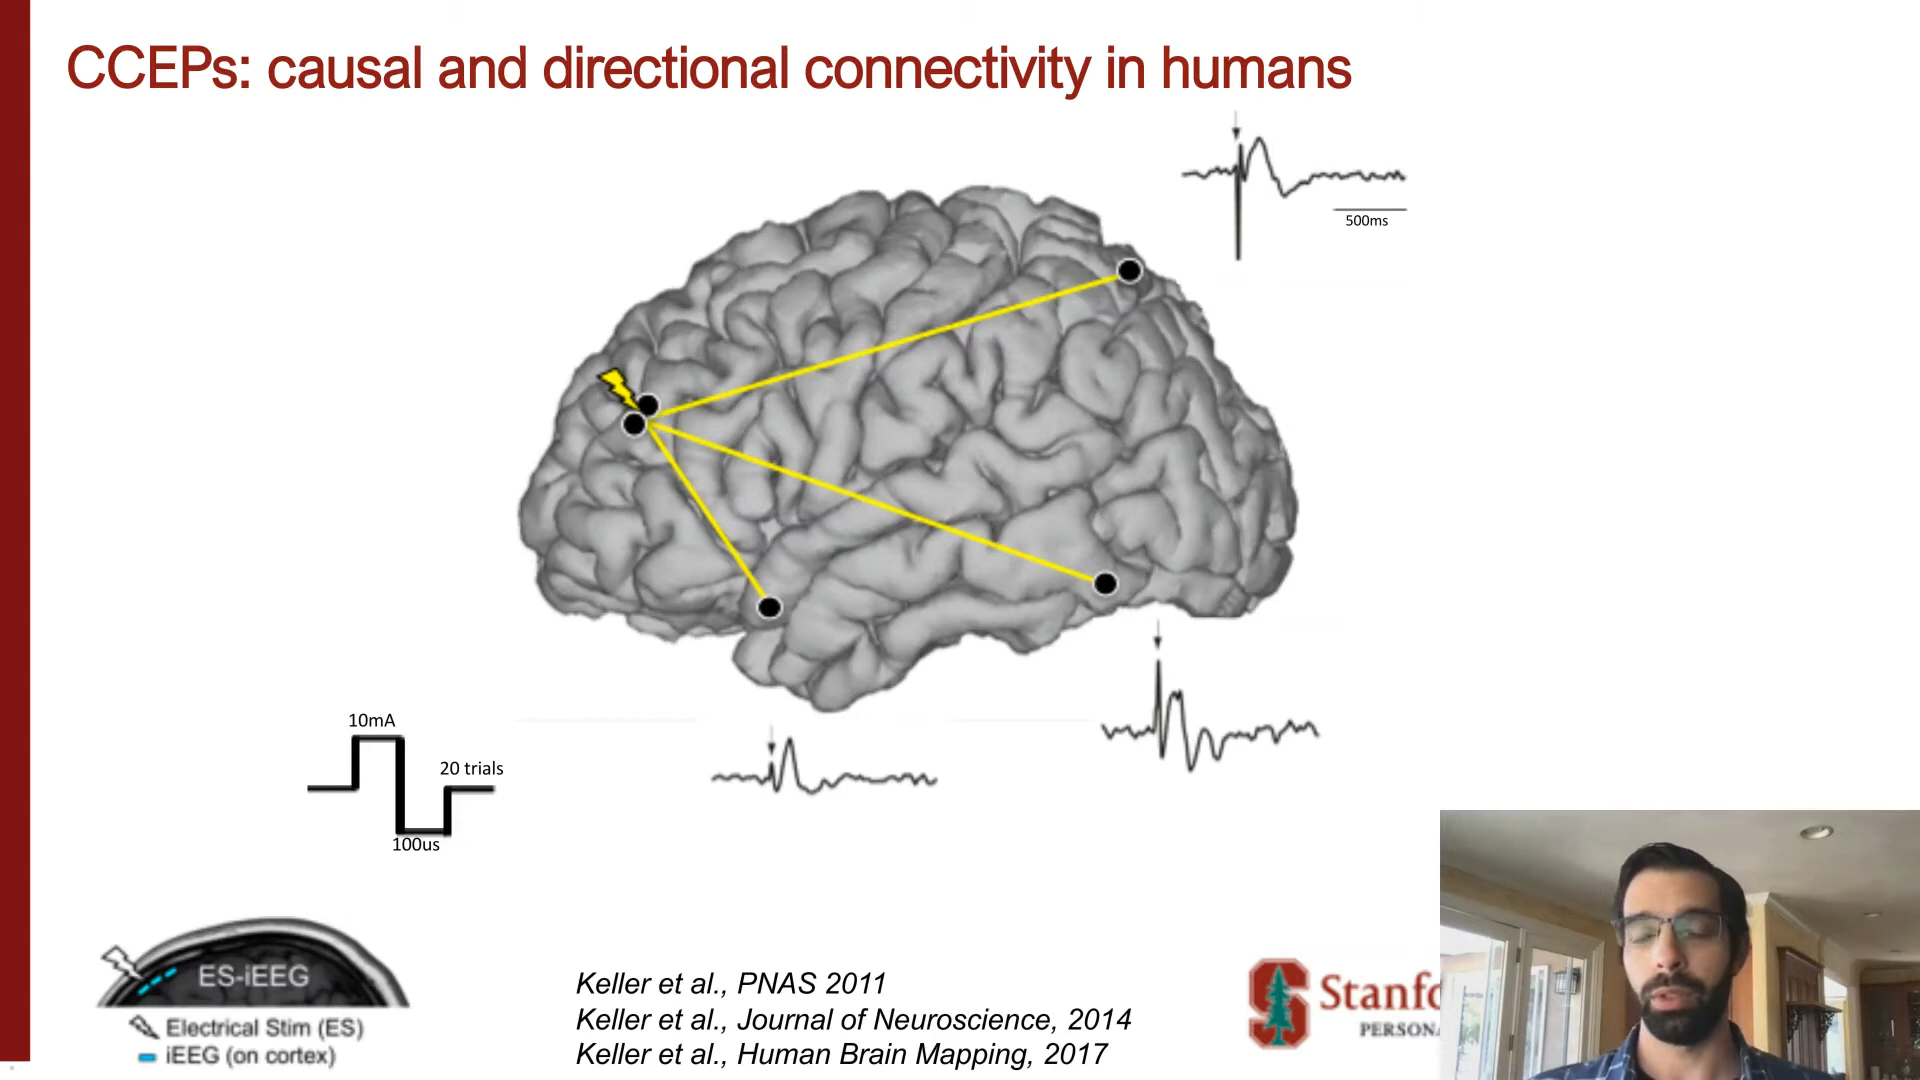 CCEPs: causal and directional connectivity in humans
500ms
10mA
20 trials
100us
ES-iEEG
Electrical Stim (ES)
iEEG (on cortex)
Keller et al., PNAS 2011
Keller et al., Journal of Neuroscience, 2014
Keller et al., Human Brain Mapping, 2017
S
Stanfo
PERSONA